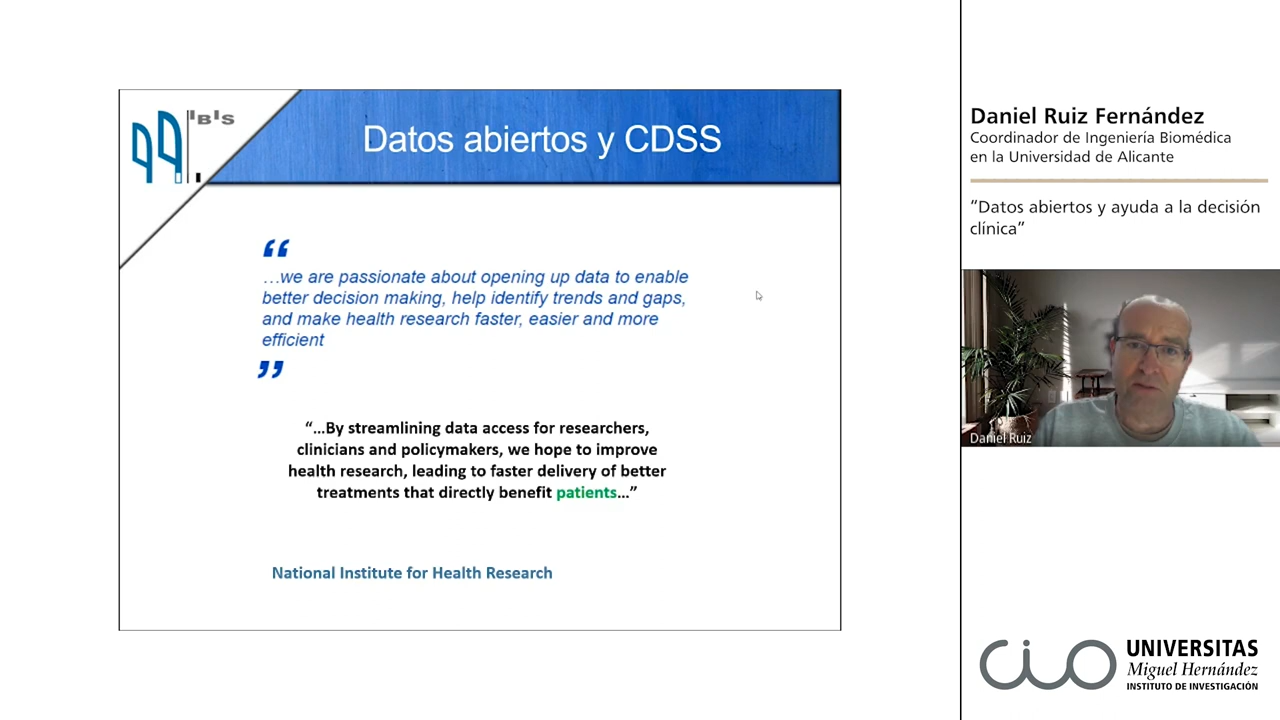 IBIS
Datos abiertos y CDSS
“
…we are passionate about opening up data to enable
better decision making, help identify trends and gaps,
and make health research faster, easier and more
efficient
”
“…By streamlining data access for researchers,
clinicians and policymakers, we hope to improve
health research, leading to faster delivery of better
treatments that directly benefit patients…”
National Institute for Health Research
Daniel Ruiz Fernández
Coordinador de Ingeniería Biomédica
en la Universidad de Alicante
“Datos abiertos y ayuda a la decisión
clínica”
Daniel Ruiz
cio
UNIVERSITAS
Miguel Hernández
INSTITUTO DE INVESTIGACIÓN